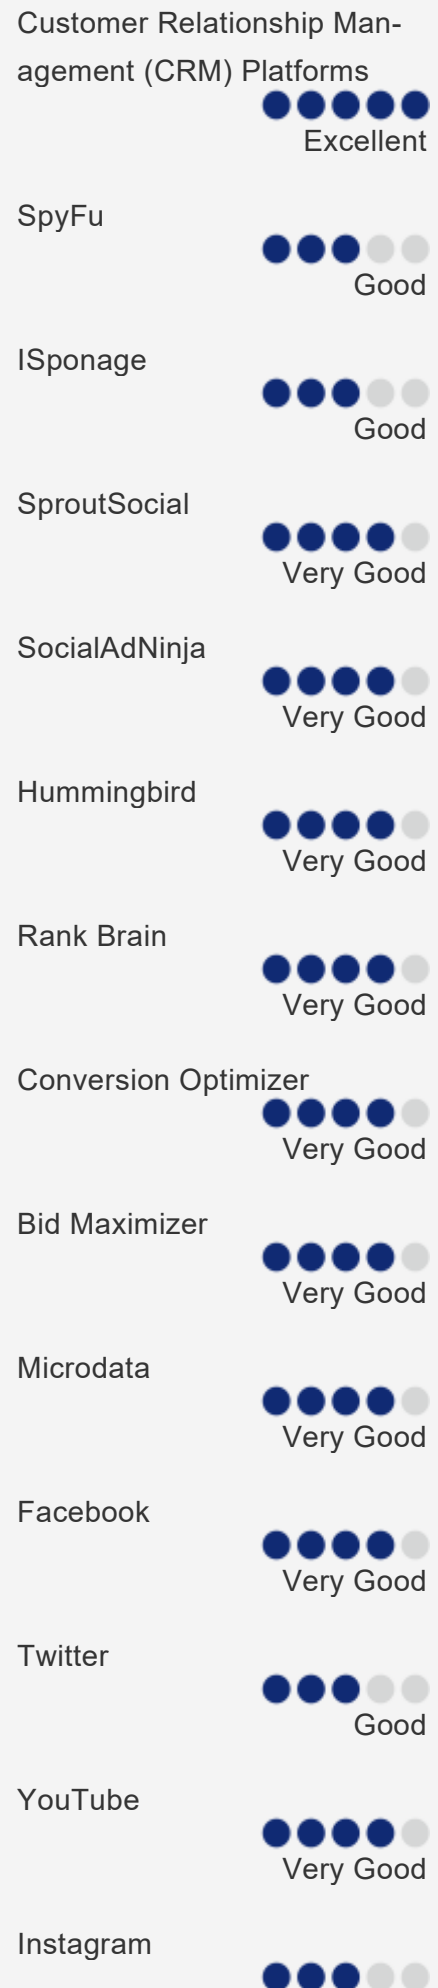 Customer Relationship Man-
agement (CRM) Platforms
Excellent
SpyFu
Good
ISponage
Good
SproutSocial
Very Good
SocialAdNinja
Very Good
Hummingbird
Very Good
Rank Brain
Very Good
Conversion Optimizer
Very Good
Bid Maximizer
Very Good
Microdata
Very Good
Facebook
Very Good
Twitter
Good
YouTube
Very Good
Instagram